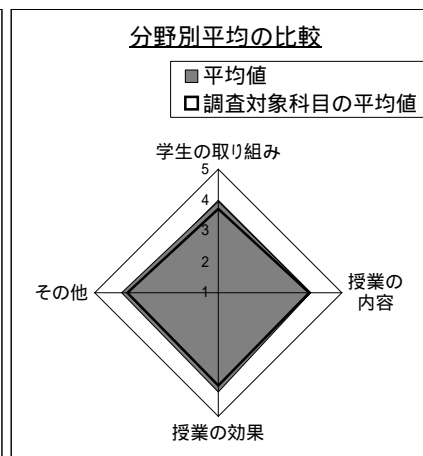 分野別平均の比較
平均値
調査対象科目の平均値
学生の取り組み
5
4
3
2
1
その他
授業の
内容
授業の効果